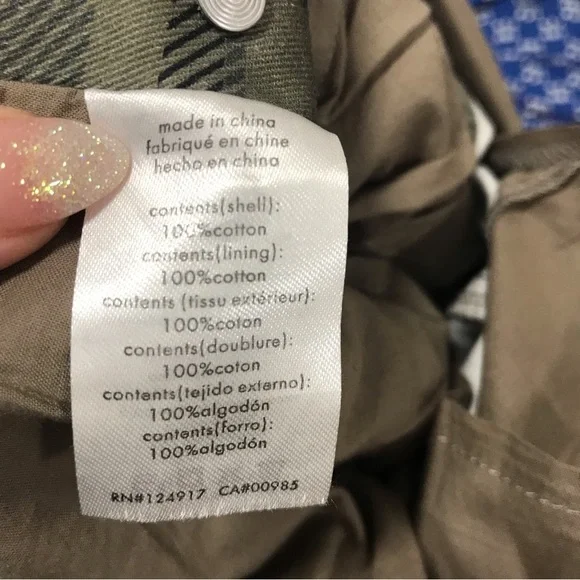 made in china
fabriqué en chine
hecho en china
contents(shell):
100%cotton
contents(lining):
100%cotton
contents (tissu extérieur):
100%coton
contents(doublure):
100%coton
contents(tejido externo):
100%algodón
contents(forro):
100%algodón
RN#124917 CA#00985